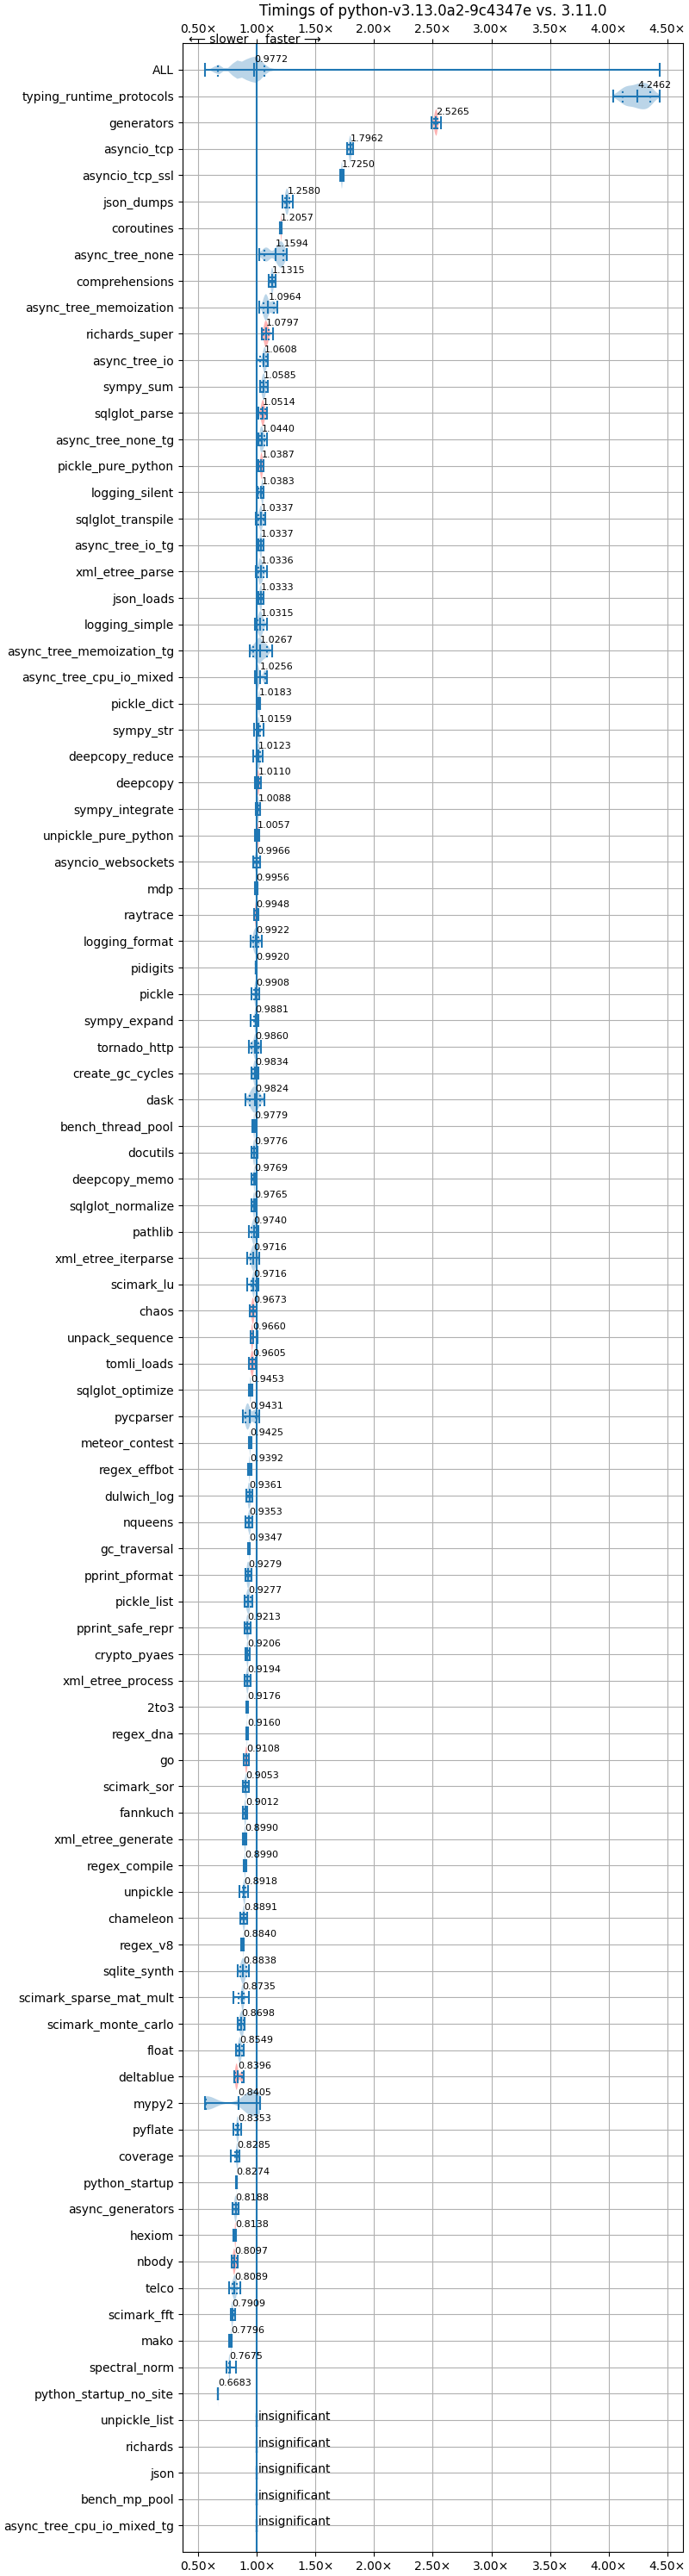 Timings of python-v3.13.0a2-9c4347e vs. 3.11.0
0.50× 1.00× 1.50× 2.00× 2.50× 3.00× 3.50× 4.00× 4.50×
⟵ slower faster ⟶
ALL 0.9772
typing_runtime_protocols 4.2462
generators 2.5265
asyncio_tcp 1.7962
asyncio_tcp_ssl 1.7250
json_dumps 1.2580
coroutines 1.2057
async_tree_none 1.1594
comprehensions 1.1315
async_tree_memoization 1.0964
richards_super 1.0797
async_tree_io 1.0608
sympy_sum 1.0585
sqlglot_parse 1.0514
async_tree_none_tg 1.0440
pickle_pure_python 1.0387
logging_silent 1.0383
sqlglot_transpile 1.0337
async_tree_io_tg 1.0337
xml_etree_parse 1.0336
json_loads 1.0333
logging_simple 1.0315
async_tree_memoization_tg 1.0267
async_tree_cpu_io_mixed 1.0256
pickle_dict 1.0183
sympy_str 1.0159
deepcopy_reduce 1.0123
deepcopy 1.0110
sympy_integrate 1.0088
unpickle_pure_python 1.0057
asyncio_websockets 0.9966
mdp 0.9956
raytrace 0.9948
logging_format 0.9922
pidigits 0.9920
pickle 0.9908
sympy_expand 0.9881
tornado_http 0.9860
create_gc_cycles 0.9834
dask 0.9824
bench_thread_pool 0.9779
docutils 0.9776
deepcopy_memo 0.9769
sqlglot_normalize 0.9765
pathlib 0.9740
xml_etree_iterparse 0.9716
scimark_lu 0.9716
chaos 0.9673
unpack_sequence 0.9660
tomli_loads 0.9605
sqlglot_optimize 0.9453
pycparser 0.9431
meteor_contest 0.9425
regex_effbot 0.9392
dulwich_log 0.9361
nqueens 0.9353
gc_traversal 0.9347
pprint_pformat 0.9279
pickle_list 0.9277
pprint_safe_repr 0.9213
crypto_pyaes 0.9206
xml_etree_process 0.9194
2to3 0.9176
regex_dna 0.9160
go 0.9108
scimark_sor 0.9053
fannkuch 0.9012
xml_etree_generate 0.8990
regex_compile 0.8990
unpickle 0.8918
chameleon 0.8891
regex_v8 0.8840
sqlite_synth 0.8838
scimark_sparse_mat_mult 0.8735
scimark_monte_carlo 0.8698
float 0.8549
deltablue 0.8396
mypy2 0.8405
pyflate 0.8353
coverage 0.8285
python_startup 0.8274
async_generators 0.8188
hexiom 0.8138
nbody 0.8097
telco 0.8089
scimark_fft 0.7909
mako 0.7796
spectral_norm 0.7675
python_startup_no_site 0.6683
unpickle_list insignificant
richards insignificant
json insignificant
bench_mp_pool insignificant
async_tree_cpu_io_mixed_tg insignificant
0.50× 1.00× 1.50× 2.00× 2.50× 3.00× 3.50× 4.00× 4.50×